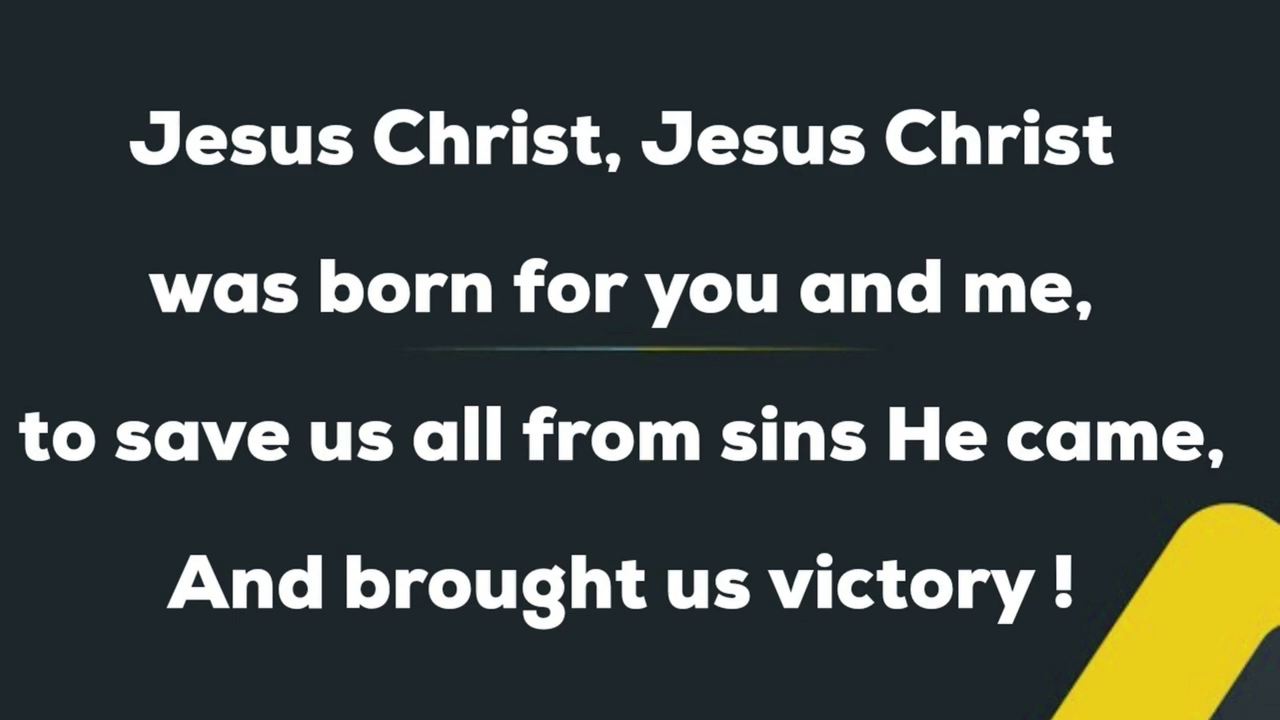 Jesus Christ, Jesus Christ
was born for you and me,
to save us all from sins He came,
And brought us victory !